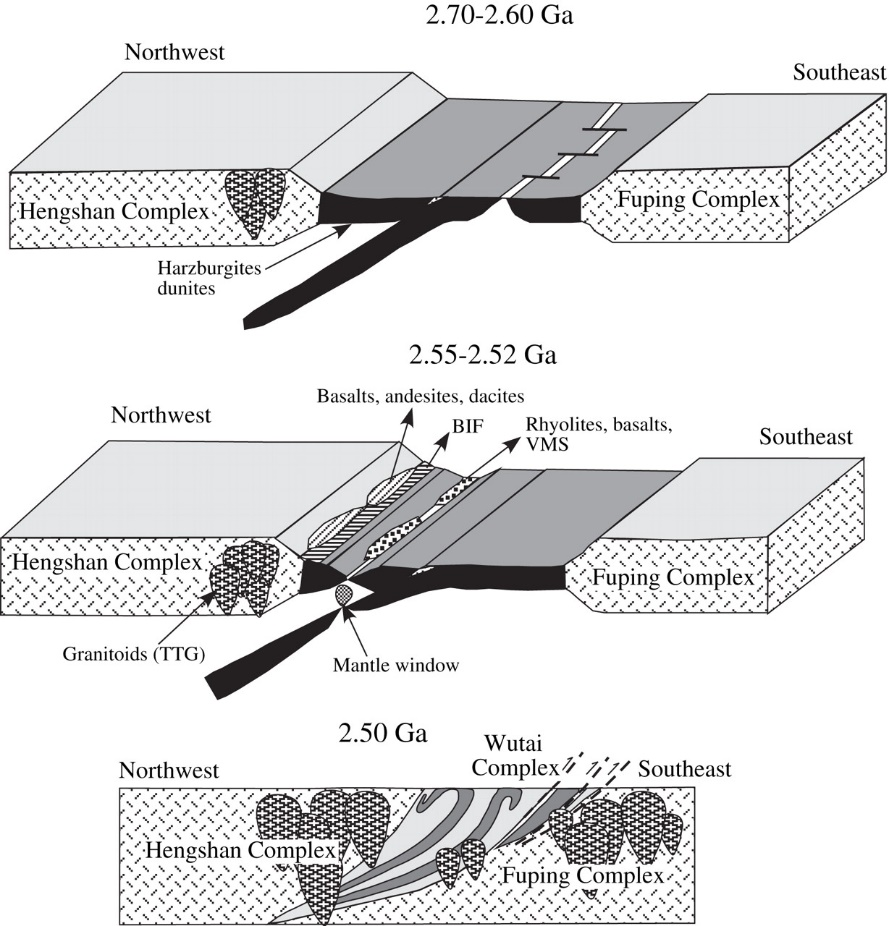 2.70-2.60 Ga
Northwest
Southeast
Hengshan Complex
Fuping Complex
Harzburgites
dunites
2.55-2.52 Ga
Basalts, andesites, dacites
Northwest
BIF
Rhyolites, basalts,
VMS
Southeast
Hengshan Complex
Fuping Complex
Granitoids (TTG)
Mantle window
2.50 Ga
Wutai
Complex
Northwest
Southeast
Hengshan Complex
Fuping Complex